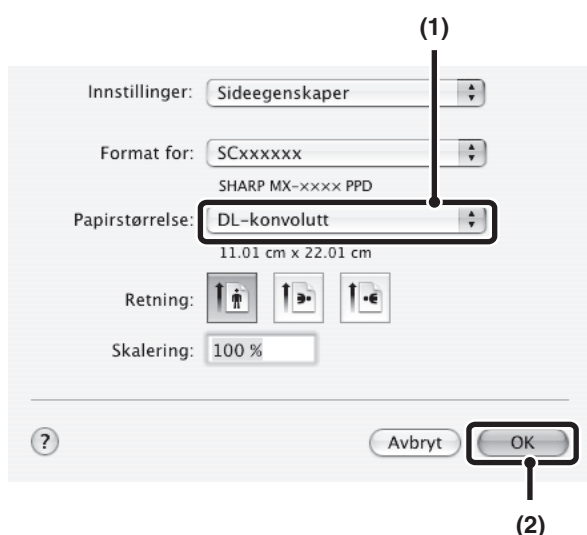 (1)
Innstillinger: Sideegenskaper
Format for: SCxxxxxx
SHARP MX-×××× PPD
Papirstørrelse: DL-konvolutt
11.01 cm x 22.01 cm
Retning:
Skalering: 100 %
? Avbryt OK
(2)